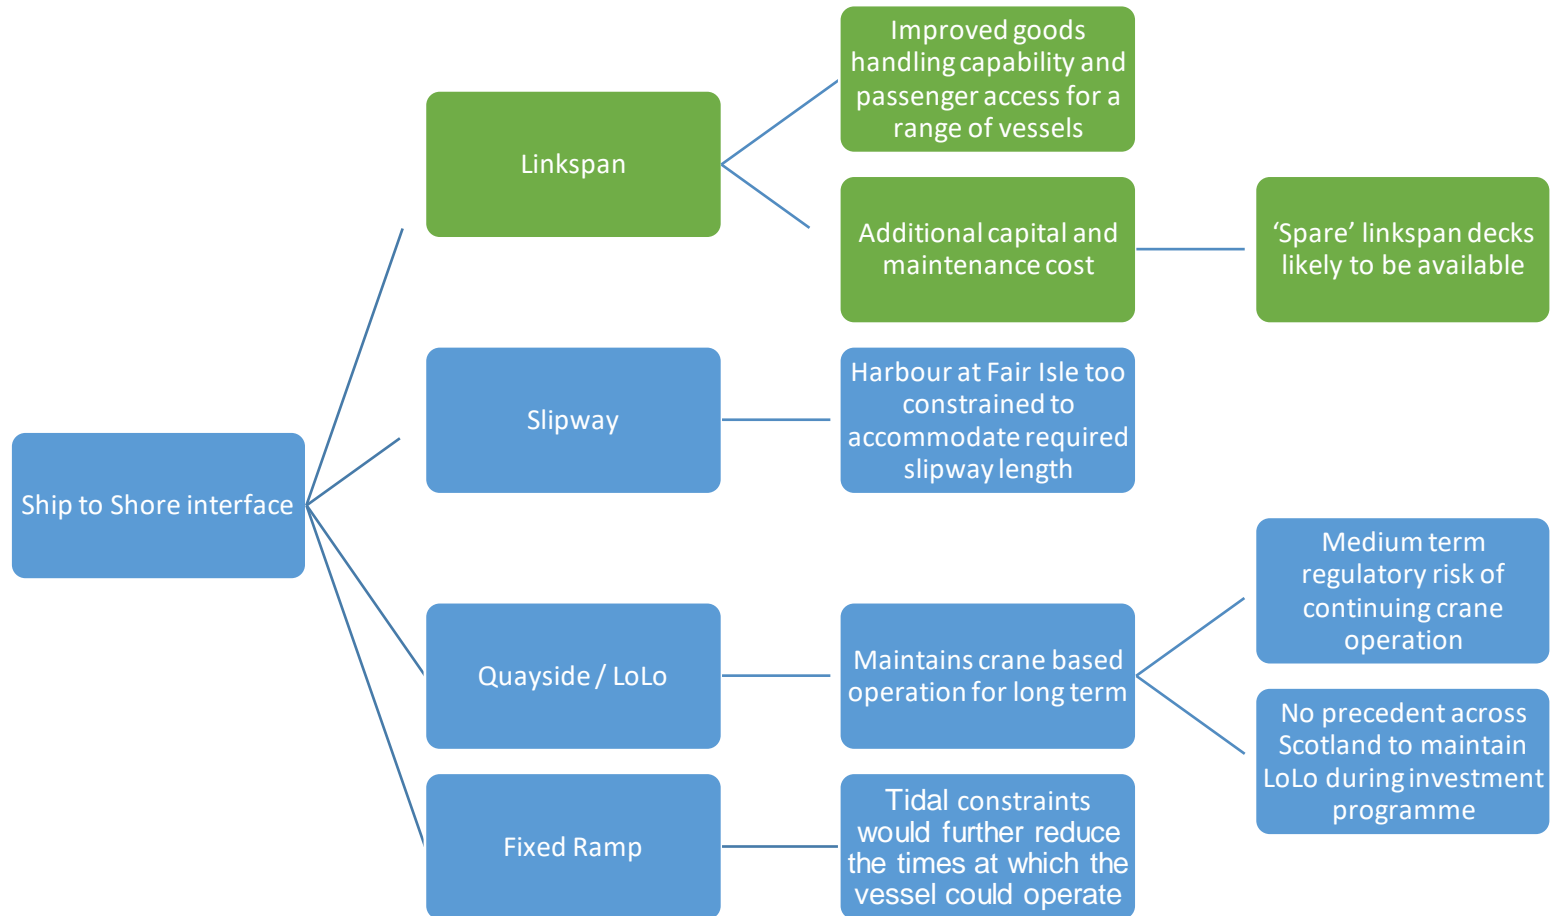 Ship to Shore interface
Linkspan
Improved goods
handling capability and
passenger access for a
range of vessels
Additional capital and
maintenance cost
‘Spare’ linkspan decks
likely to be available
Slipway
Harbour at Fair Isle too
constrained to
accommodate required
slipway length
Quayside / LoLo
Maintains crane based
operation for long term
Medium term
regulatory risk of
continuing crane
operation
No precedent across
Scotland to maintain
LoLo during investment
programme
Fixed Ramp
Tidal constraints
would further reduce
the times at which the
vessel could operate